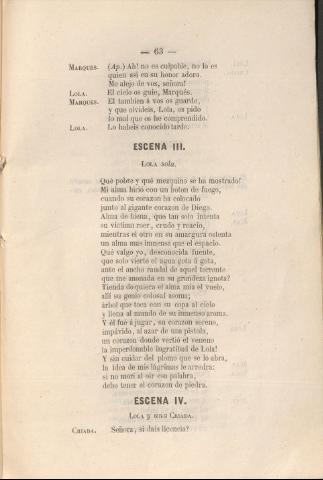 — 63 —
MARQUES. (Ap.) Ah! no es culpable, no lo es
quien así en su honor adora.
Me alejo de vos, señora!
LOLA. El cielo os guie, Marqués.
MARQUES. El tambien á vos os guarde,
y que olvideis, Lola, os pido
lo mal que os he comprendido.
LOLA. Lo habeis conocido tarde.
ESCENA III.
LOLA sola.
Qué pobre y qué mezquino se ha mostrado!
Mi alma hirió con un boton de fuego,
cuando su corazon ha colocado
junto al gigante corazon de Diego.
Alma de hiena, que tan solo intenta
su víctima roer, crudo y reacio,
mientras el otro en su amargura ostenta
un alma mas inmensa que el espacio.
Qué valgo yo, desconocida fuente,
que solo vierte el agua gota á gota,
ante el ancho raudal de aquel torrente
que me anonada en su grandeza ignota?
Tienda do quiera el alma mia el vuelo,
allí su genio colosal asoma;
árbol que toca con su copa al cielo
y llena al mundo de su inmenso aroma.
Y él fué á jugar, su corazon sereno,
impávido, al azar de una pistola,
un corazon donde vertió el veneno
la imperdonable ingratitud de Lola!
Y sin cuidar del plomo que se lo abra,
la idea de mis lágrimas le arredra;
si no morí al oir esa palabra,
debo tener el corazon de piedra.
ESCENA IV.
LOLA y una CRIADA.
CRIADA. Señora, si dais licencia?